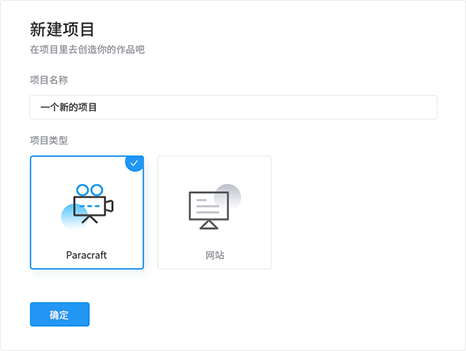 新建项目
在项目里去创造你的作品吧
项目名称
一个新的项目
项目类型
Paracraft
网站
确定